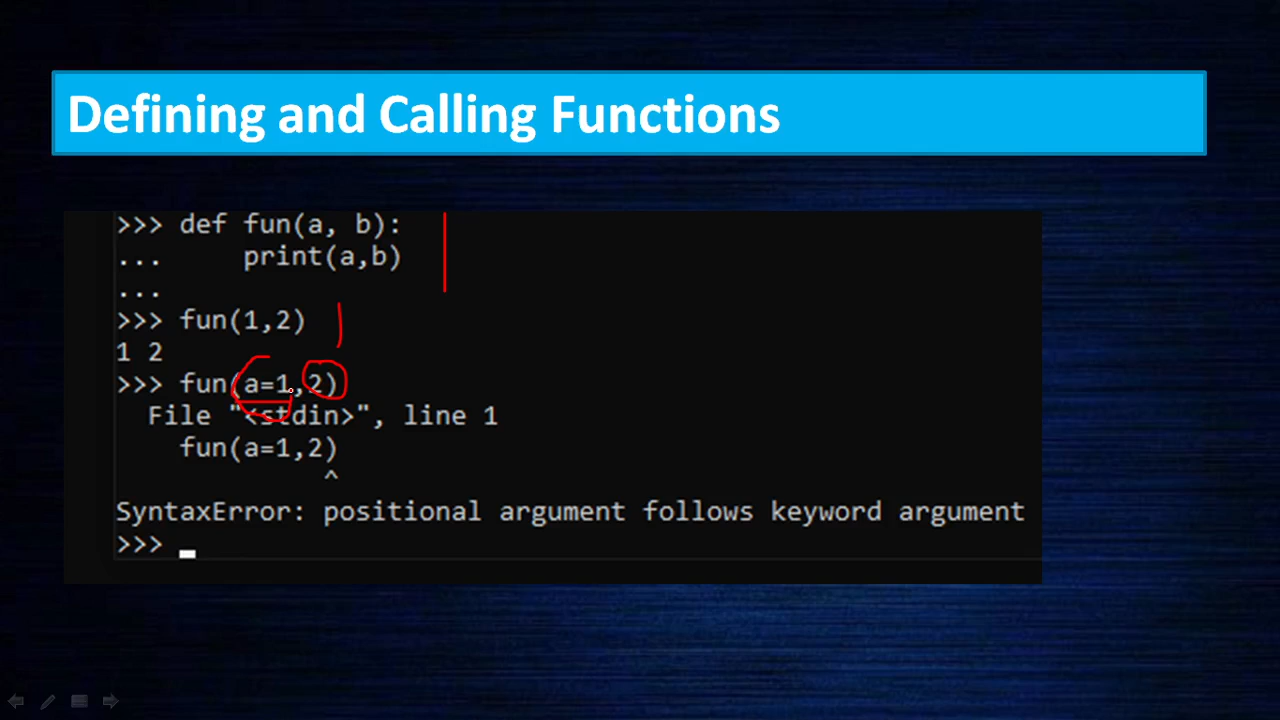 Defining and Calling Functions
>>> def fun(a, b):
...     print(a,b)
...
>>> fun(1,2)
1 2
>>> fun(a=1,2)
  File "<stdin>", line 1
    fun(a=1,2)
             ^
SyntaxError: positional argument follows keyword argument
>>>